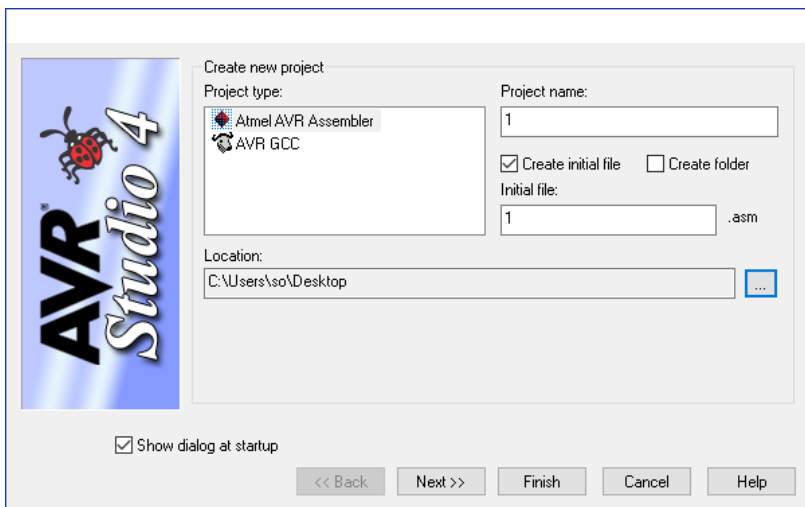 AVR®
Studio 4
Create new project
Project type:
Atmel AVR Assembler
AVR GCC
Project name:
1
Create initial file
Create folder
Initial file:
1
.asm
Location:
C:\Users\so\Desktop
...
Show dialog at startup
<< Back
Next >>
Finish
Cancel
Help